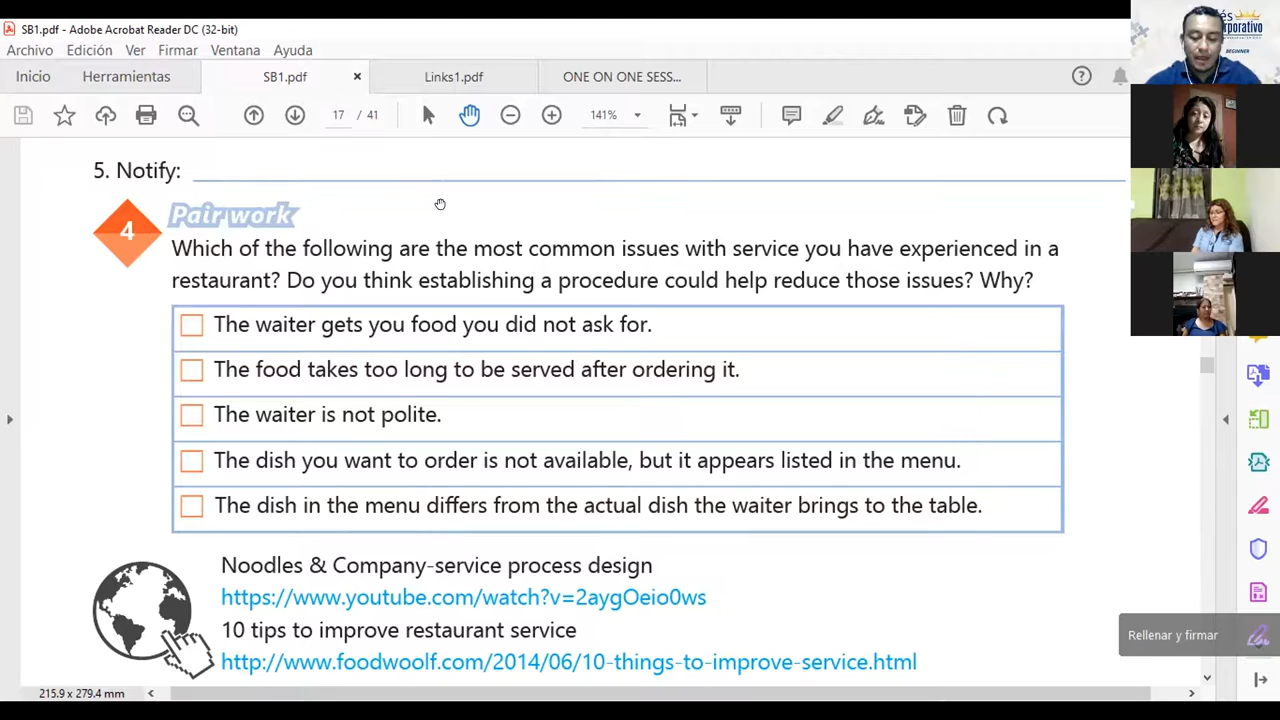 SB1.pdf - Adobe Acrobat Reader DC (32-bit)
Archivo Edición Ver Firmar Ventana Ayuda
Inicio Herramientas SB1.pdf × Links1.pdf ONE ON ONE SESS...
17 / 41 141%
5. Notify:
4 Pair work
Which of the following are the most common issues with service you have experienced in a
restaurant? Do you think establishing a procedure could help reduce those issues? Why?
The waiter gets you food you did not ask for.
The food takes too long to be served after ordering it.
The waiter is not polite.
The dish you want to order is not available, but it appears listed in the menu.
The dish in the menu differs from the actual dish the waiter brings to the table.
Noodles & Company-service process design
https://www.youtube.com/watch?v=2aygOeio0ws
10 tips to improve restaurant service
http://www.foodwoolf.com/2014/06/10-things-to-improve-service.html
Rellenar y firmar
215.9 x 279.4 mm
BEGINNER